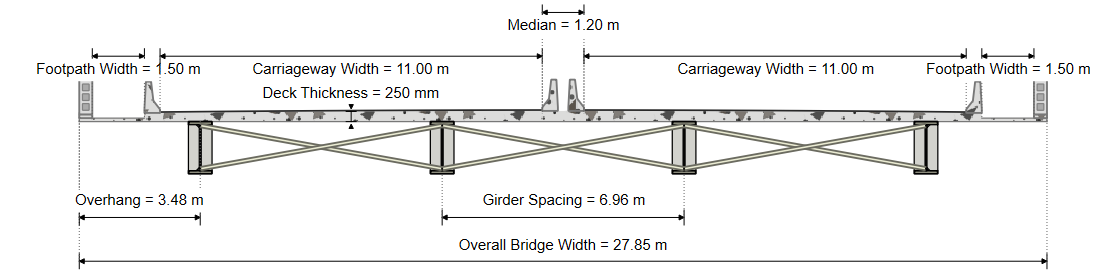 Median = 1.20 m
Footpath Width = 1.50 m
Carriageway Width = 11.00 m
Carriageway Width = 11.00 m
Footpath Width = 1.50 m
Deck Thickness = 250 mm
Overhang = 3.48 m
Girder Spacing = 6.96 m
Overall Bridge Width = 27.85 m